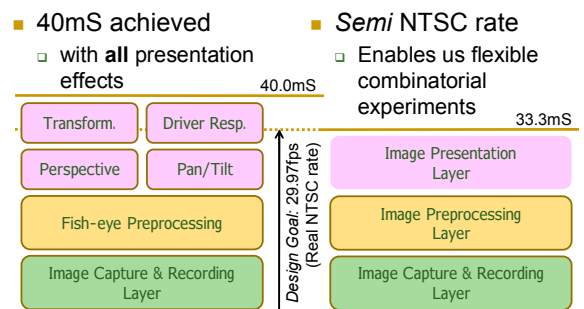 40mS achieved
with all presentation
effects
40.0mS
Transform.
Driver Resp.
Perspective
Pan/Tilt
Fish-eye Preprocessing
Image Capture & Recording
Layer
Design Goal: 29.97fps
(Real NTSC rate)
Semi NTSC rate
Enables us flexible
combinatorial
experiments
33.3mS
Image Presentation
Layer
Image Preprocessing
Layer
Image Capture & Recording
Layer